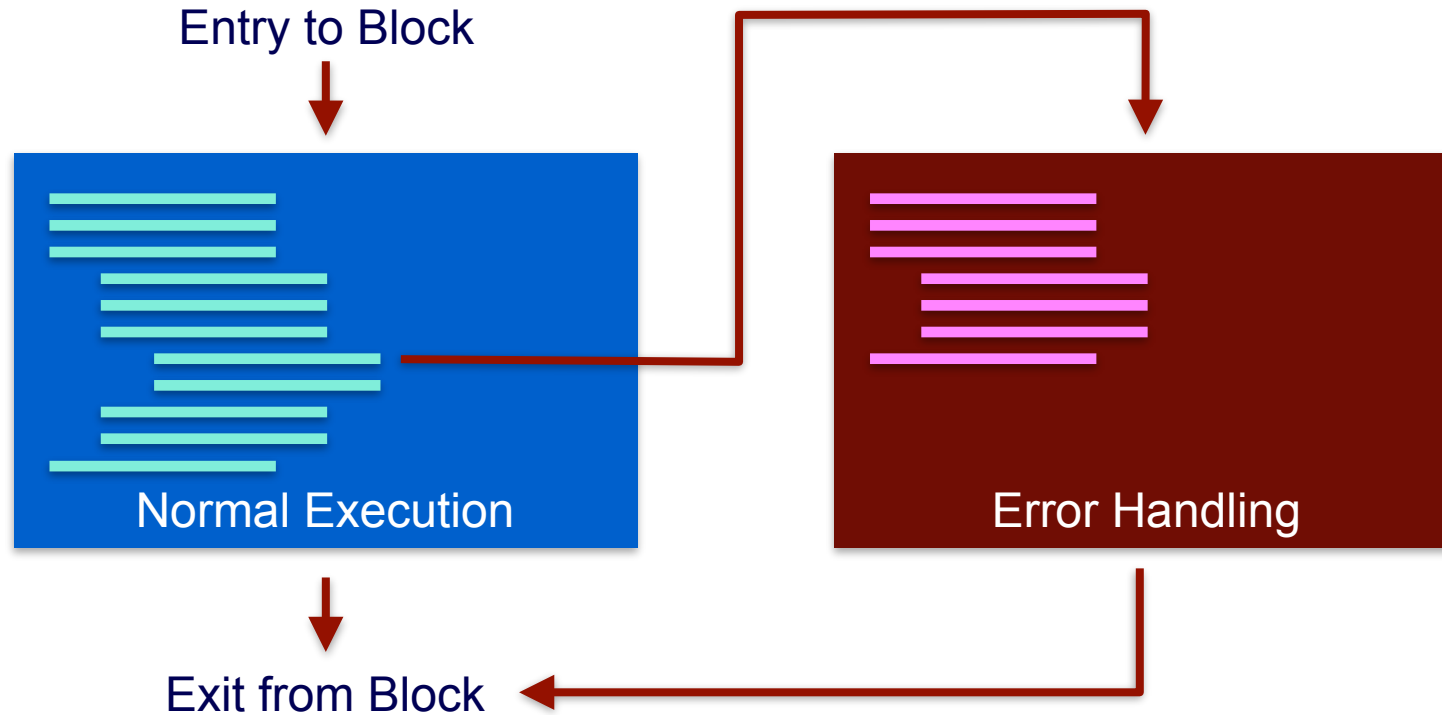 Entry to Block
Normal Execution
Error Handling
Exit from Block